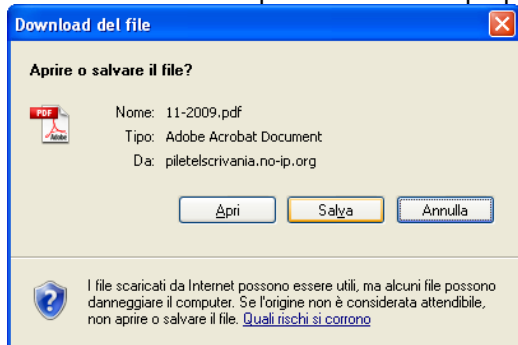 Download del file
Aprire o salvare il file?
PDF
Adobe
Nome: 11-2009.pdf
Tipo: Adobe Acrobat Document
Da: piletelscrivania.no-ip.org
Apri Salva Annulla
I file scaricati da Internet possono essere utili, ma alcuni file possono
danneggiare il computer. Se l'origine non è considerata attendibile,
non aprire o salvare il file. Quali rischi si corrono